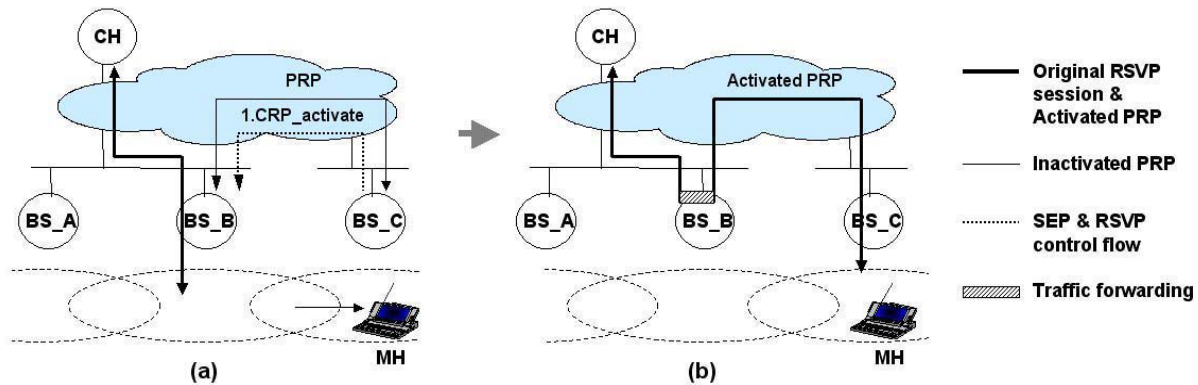 CH
PRP
1.CRP_activate
BS_A
BS_B
BS_C
MH
(a)
CH
Activated PRP
BS_A
BS_B
BS_C
MH
(b)
Original RSVP
session &
Activated PRP
Inactivated PRP
SEP & RSVP
control flow
Traffic forwarding